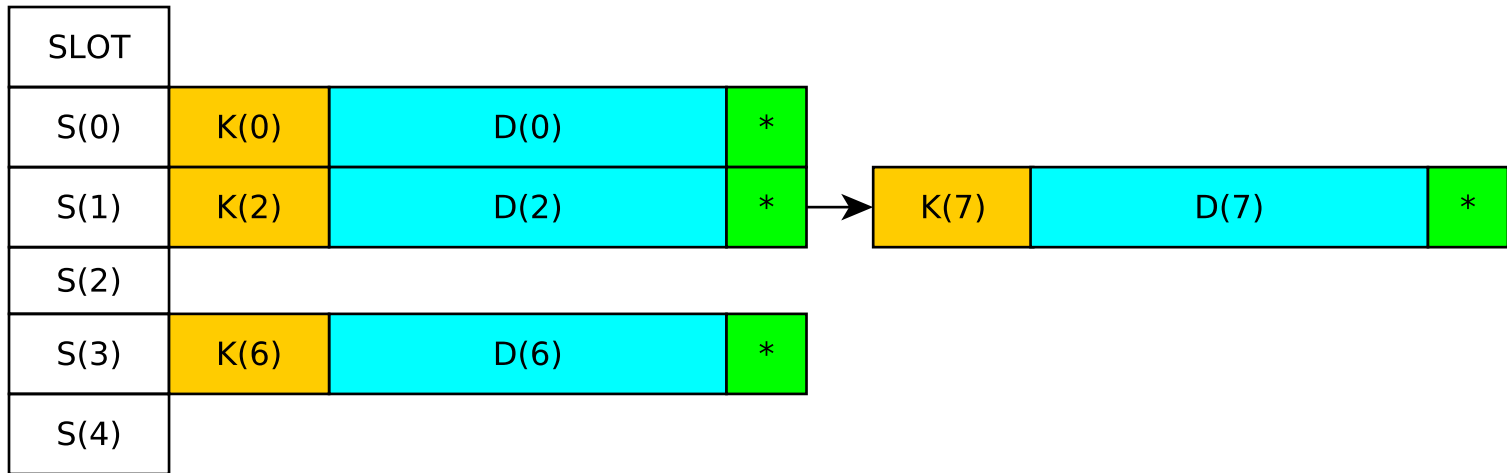 SLOT
S(0) K(0) D(0) *
S(1) K(2) D(2) * K(7) D(7) *
S(2)
S(3) K(6) D(6) *
S(4)